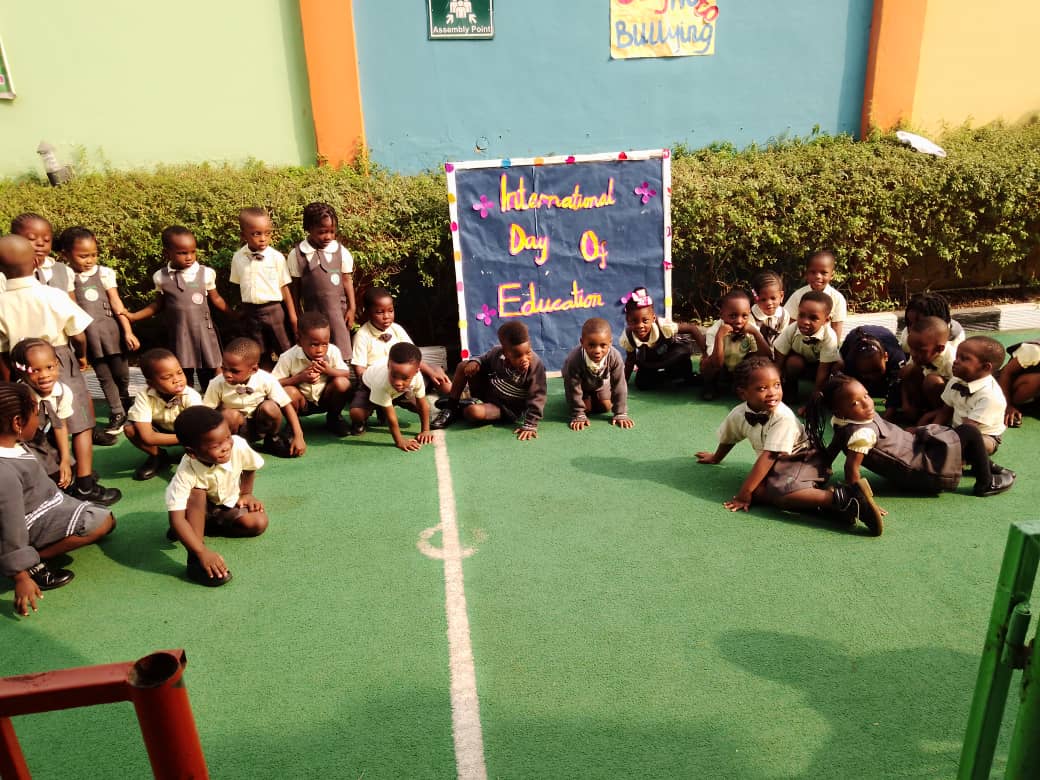 Assembly Point
Bullying
International
Day Of
Education